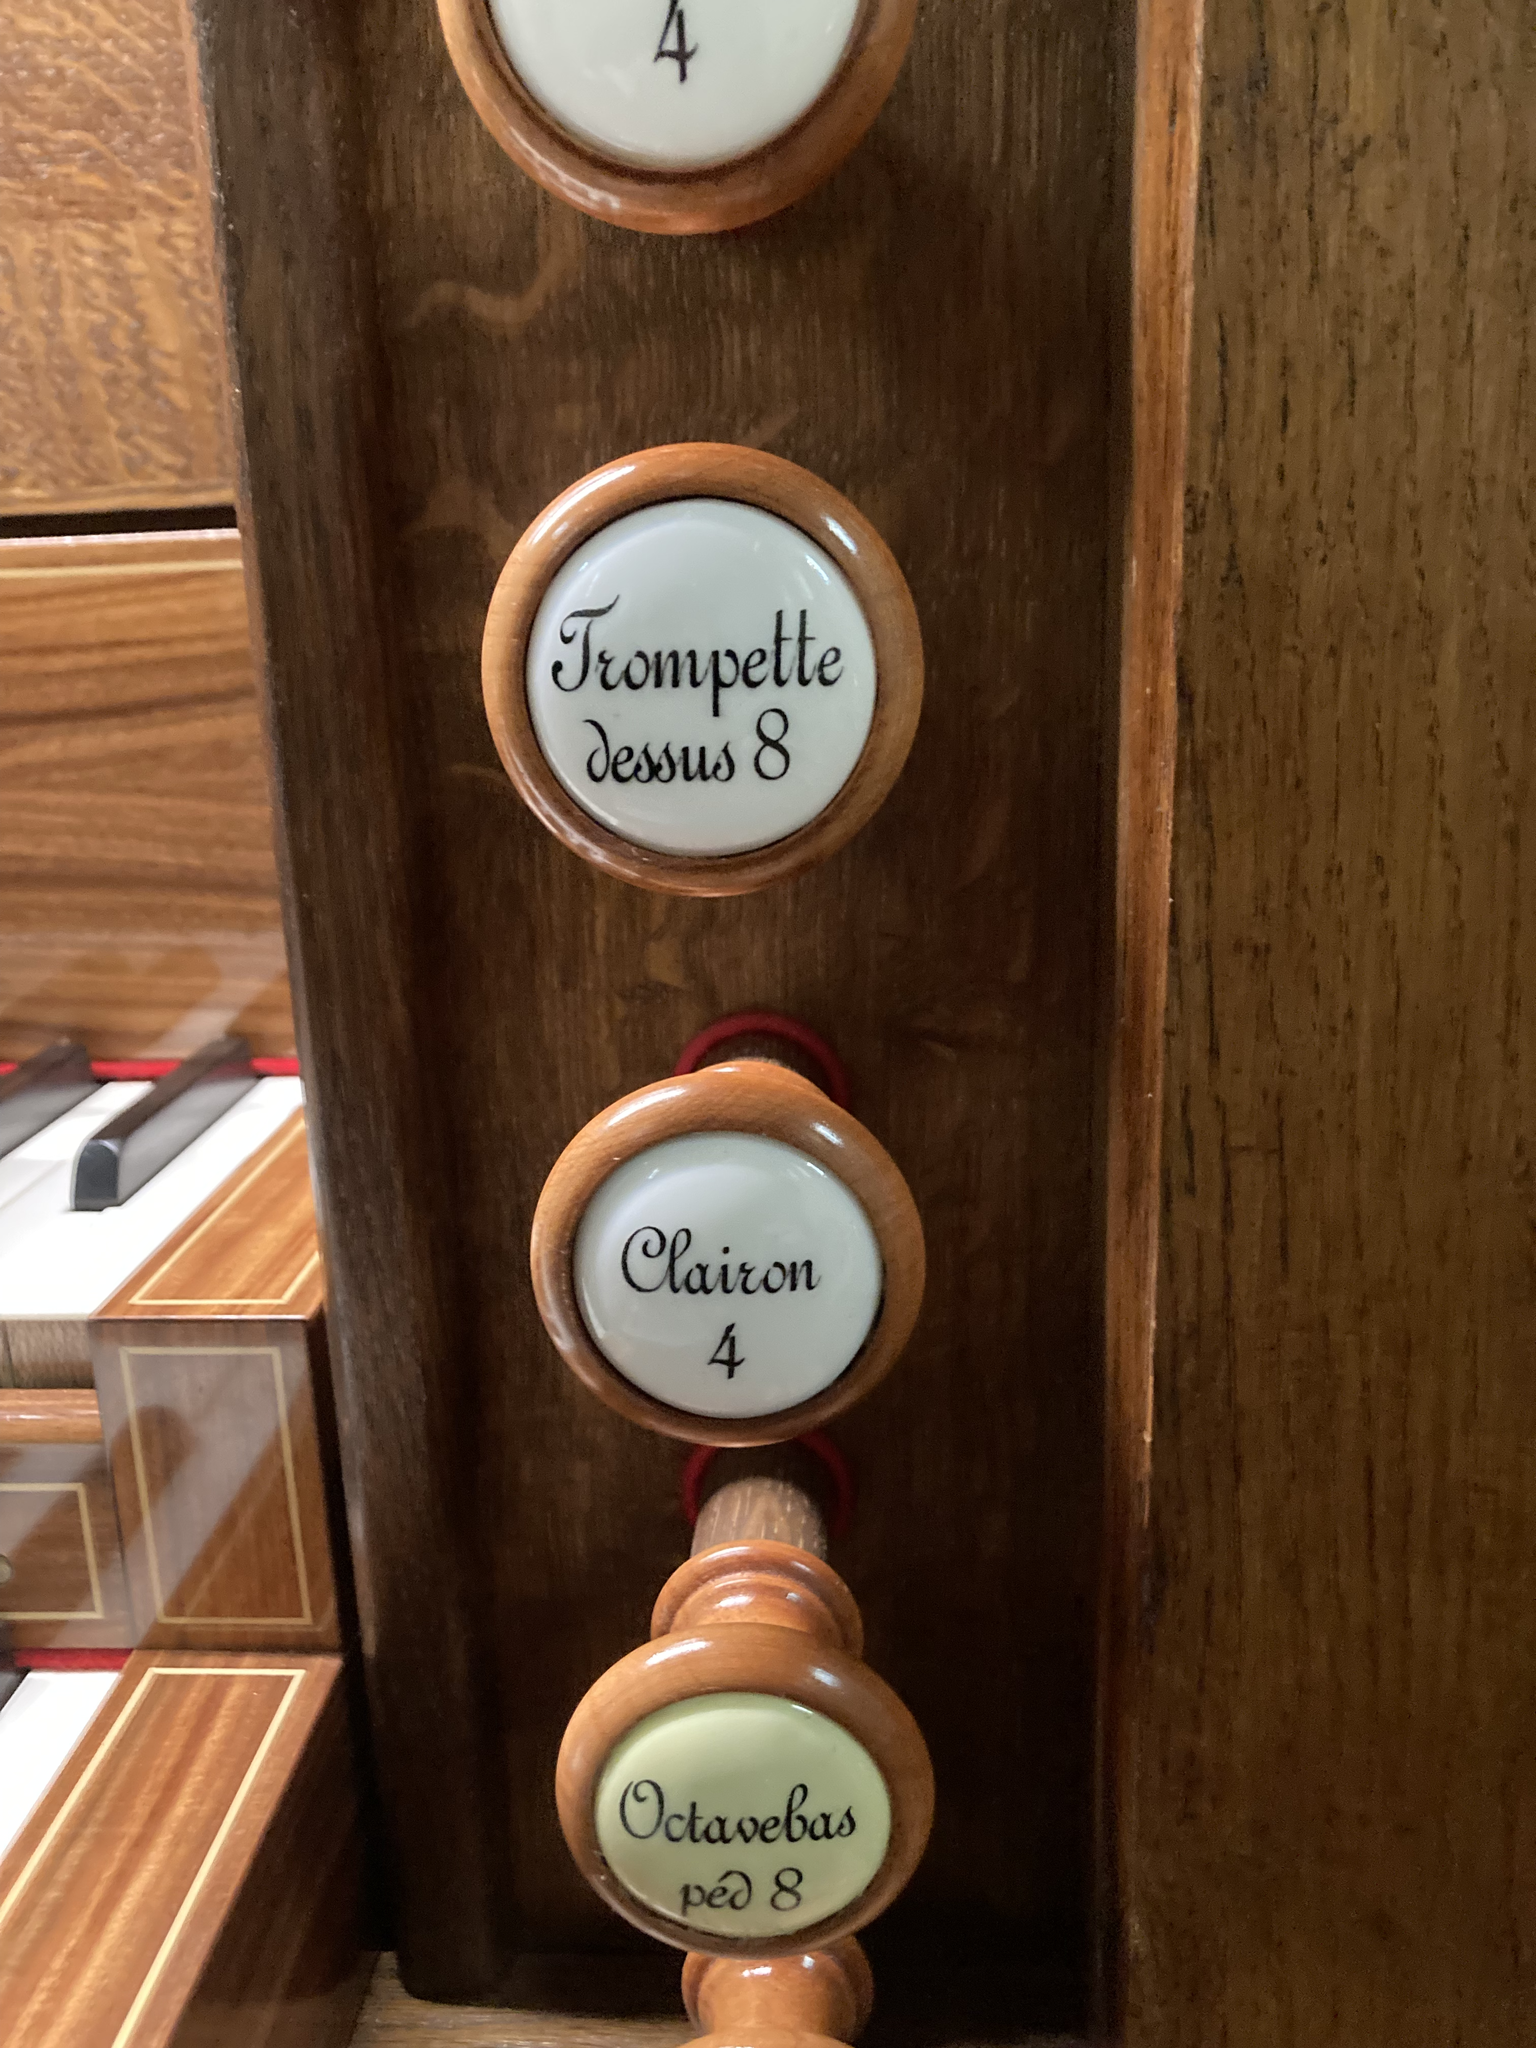 4
Trompette
dessus 8
Clairon
4
Octavebas
péd 8